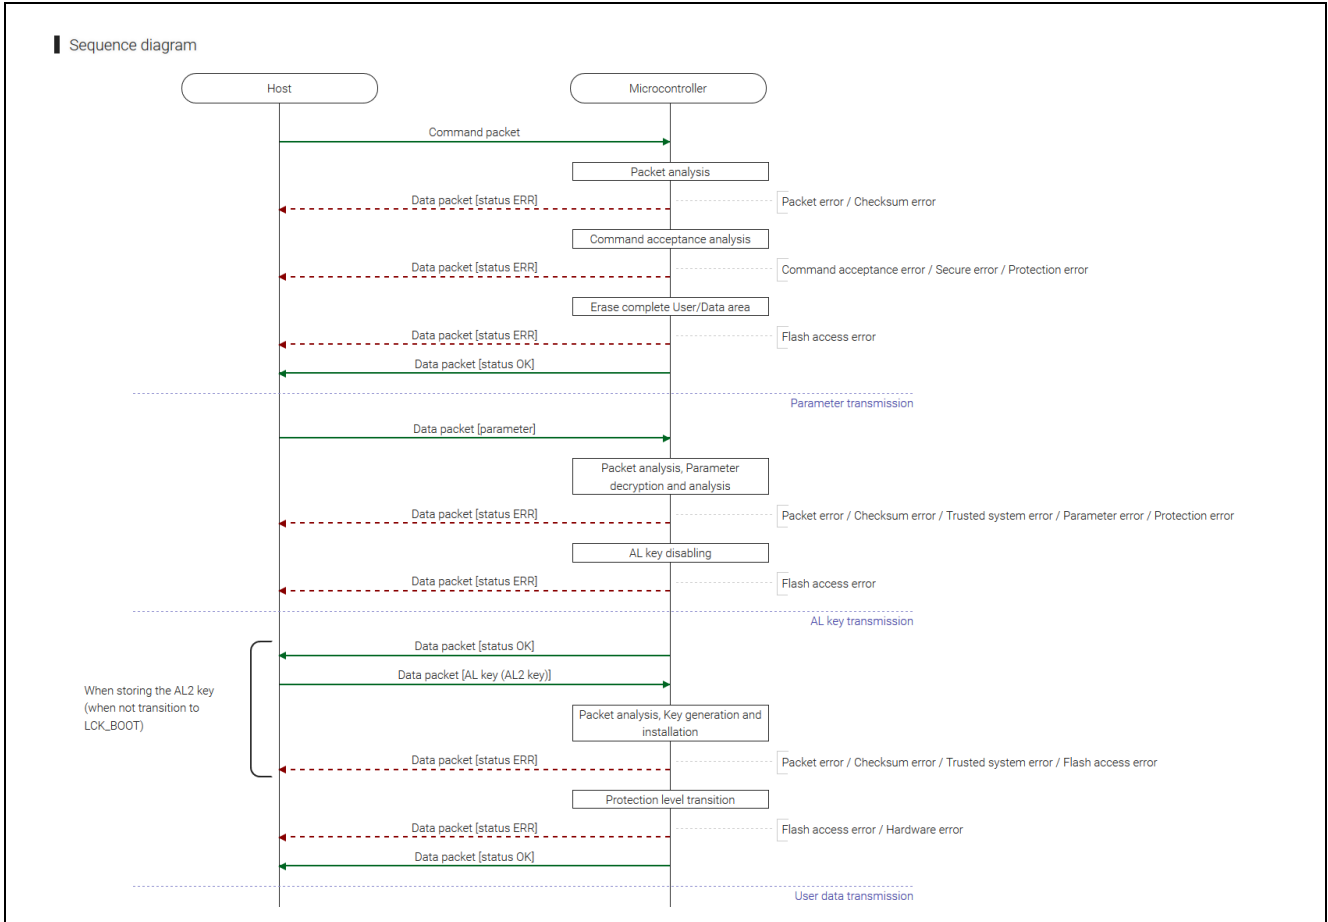 Sequence diagram
Host
Microcontroller
Command packet
Packet analysis
Data packet [status ERR]
Packet error / Checksum error
Command acceptance analysis
Data packet [status ERR]
Command acceptance error / Secure error / Protection error
Erase complete User/Data area
Data packet [status ERR]
Flash access error
Data packet [status OK]
Parameter transmission
Data packet [parameter]
Packet analysis, Parameter
decryption and analysis
Data packet [status ERR]
Packet error / Checksum error / Trusted system error / Parameter error / Protection error
AL key disabling
Data packet [status ERR]
Flash access error
AL key transmission
Data packet [status OK]
Data packet [AL key (AL2 key)]
When storing the AL2 key
(when not transition to
LCK_BOOT)
Packet analysis, Key generation and
installation
Data packet [status ERR]
Packet error / Checksum error / Trusted system error / Flash access error
Protection level transition
Data packet [status ERR]
Flash access error / Hardware error
Data packet [status OK]
User data transmission